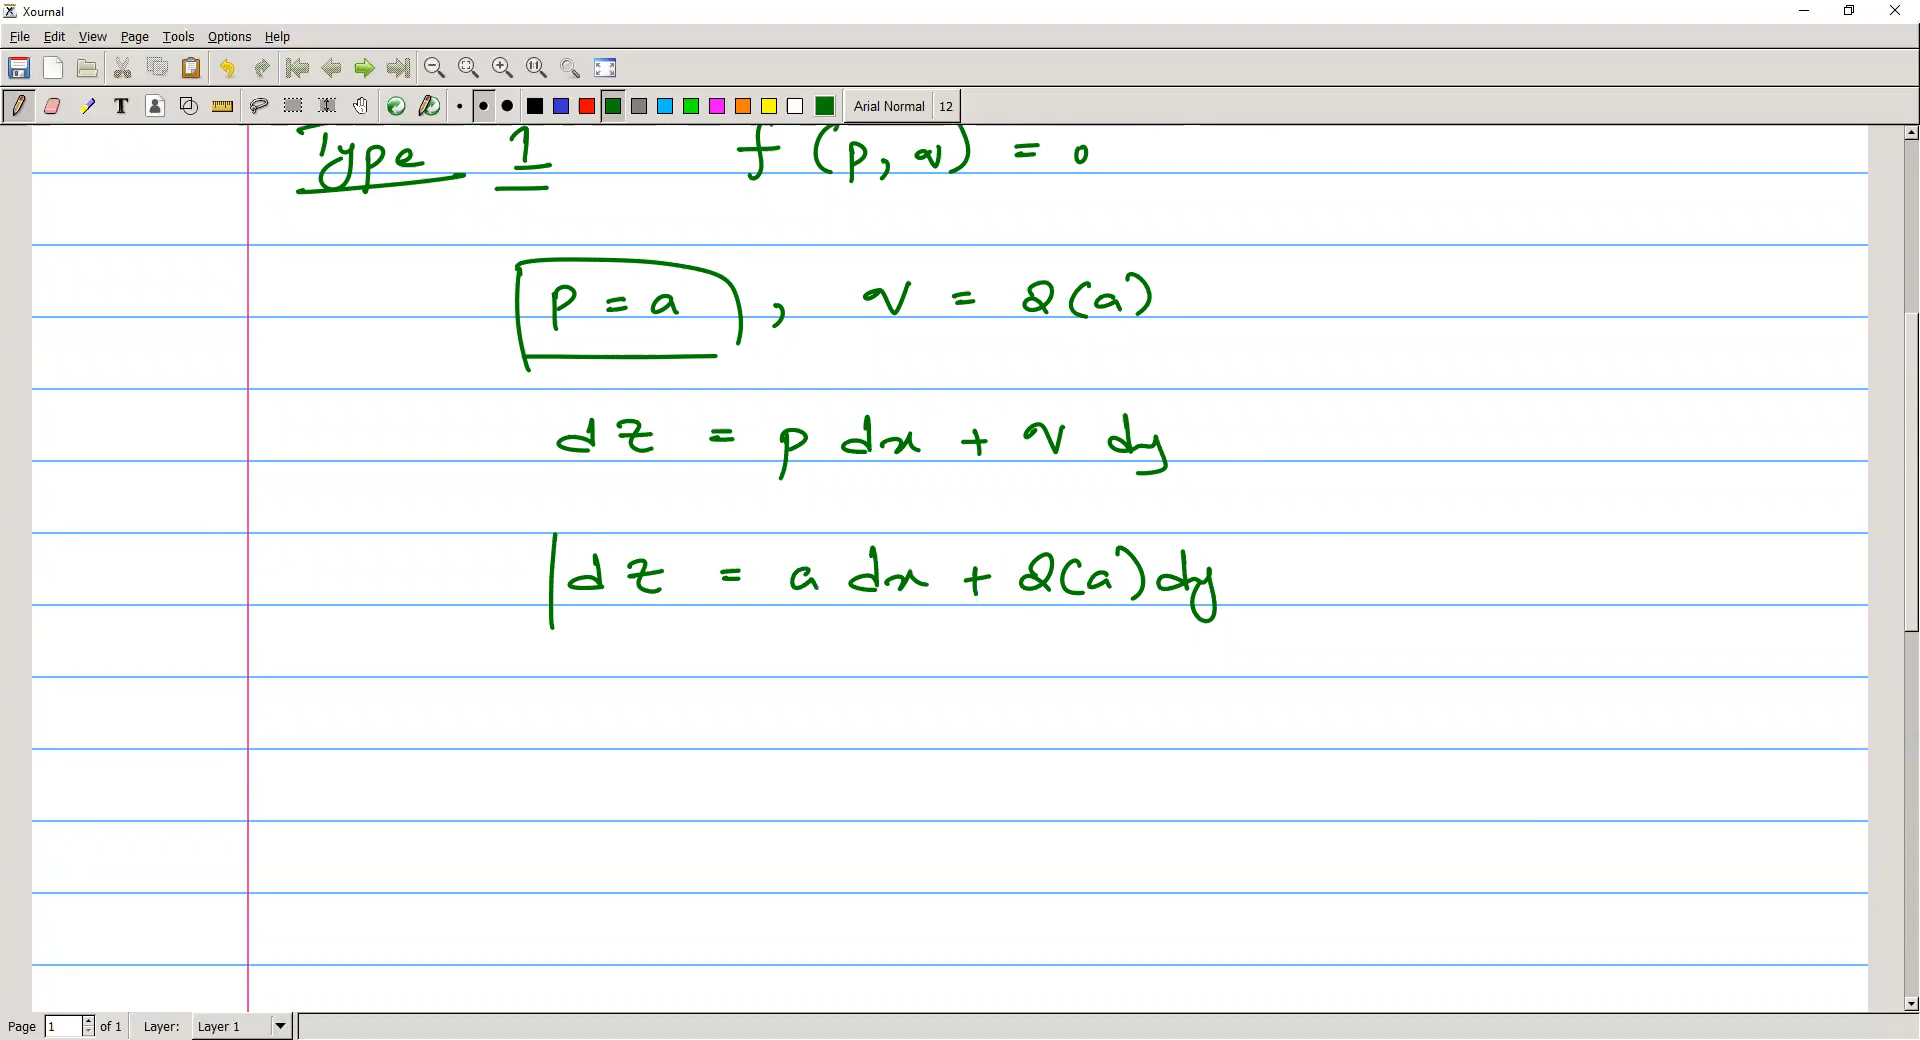 Xournal
File Edit View Page Tools Options Help
T Arial Normal 12
Type 1 f (p, q) = 0
p = a , q = Q(a)
dz = p dx + q dy
dz = a dx + Q(a) dy
Page 1 of 1 Layer: Layer 1